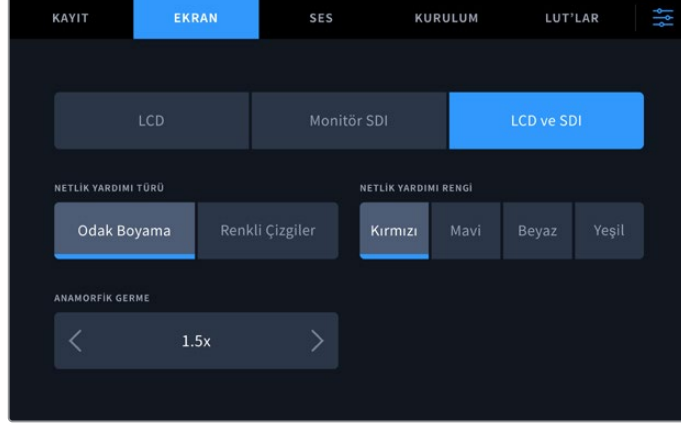 KAYIT EKRAN SES KURULUM LUT'LAR
LCD Monitör SDI LCD ve SDI
NETLİK YARDIMI TÜRÜ NETLİK YARDIMI RENGİ
Odak Boyama Renkli Çizgiler Kırmızı Mavi Beyaz Yeşil
ANAMORFİK GERME
1.5x